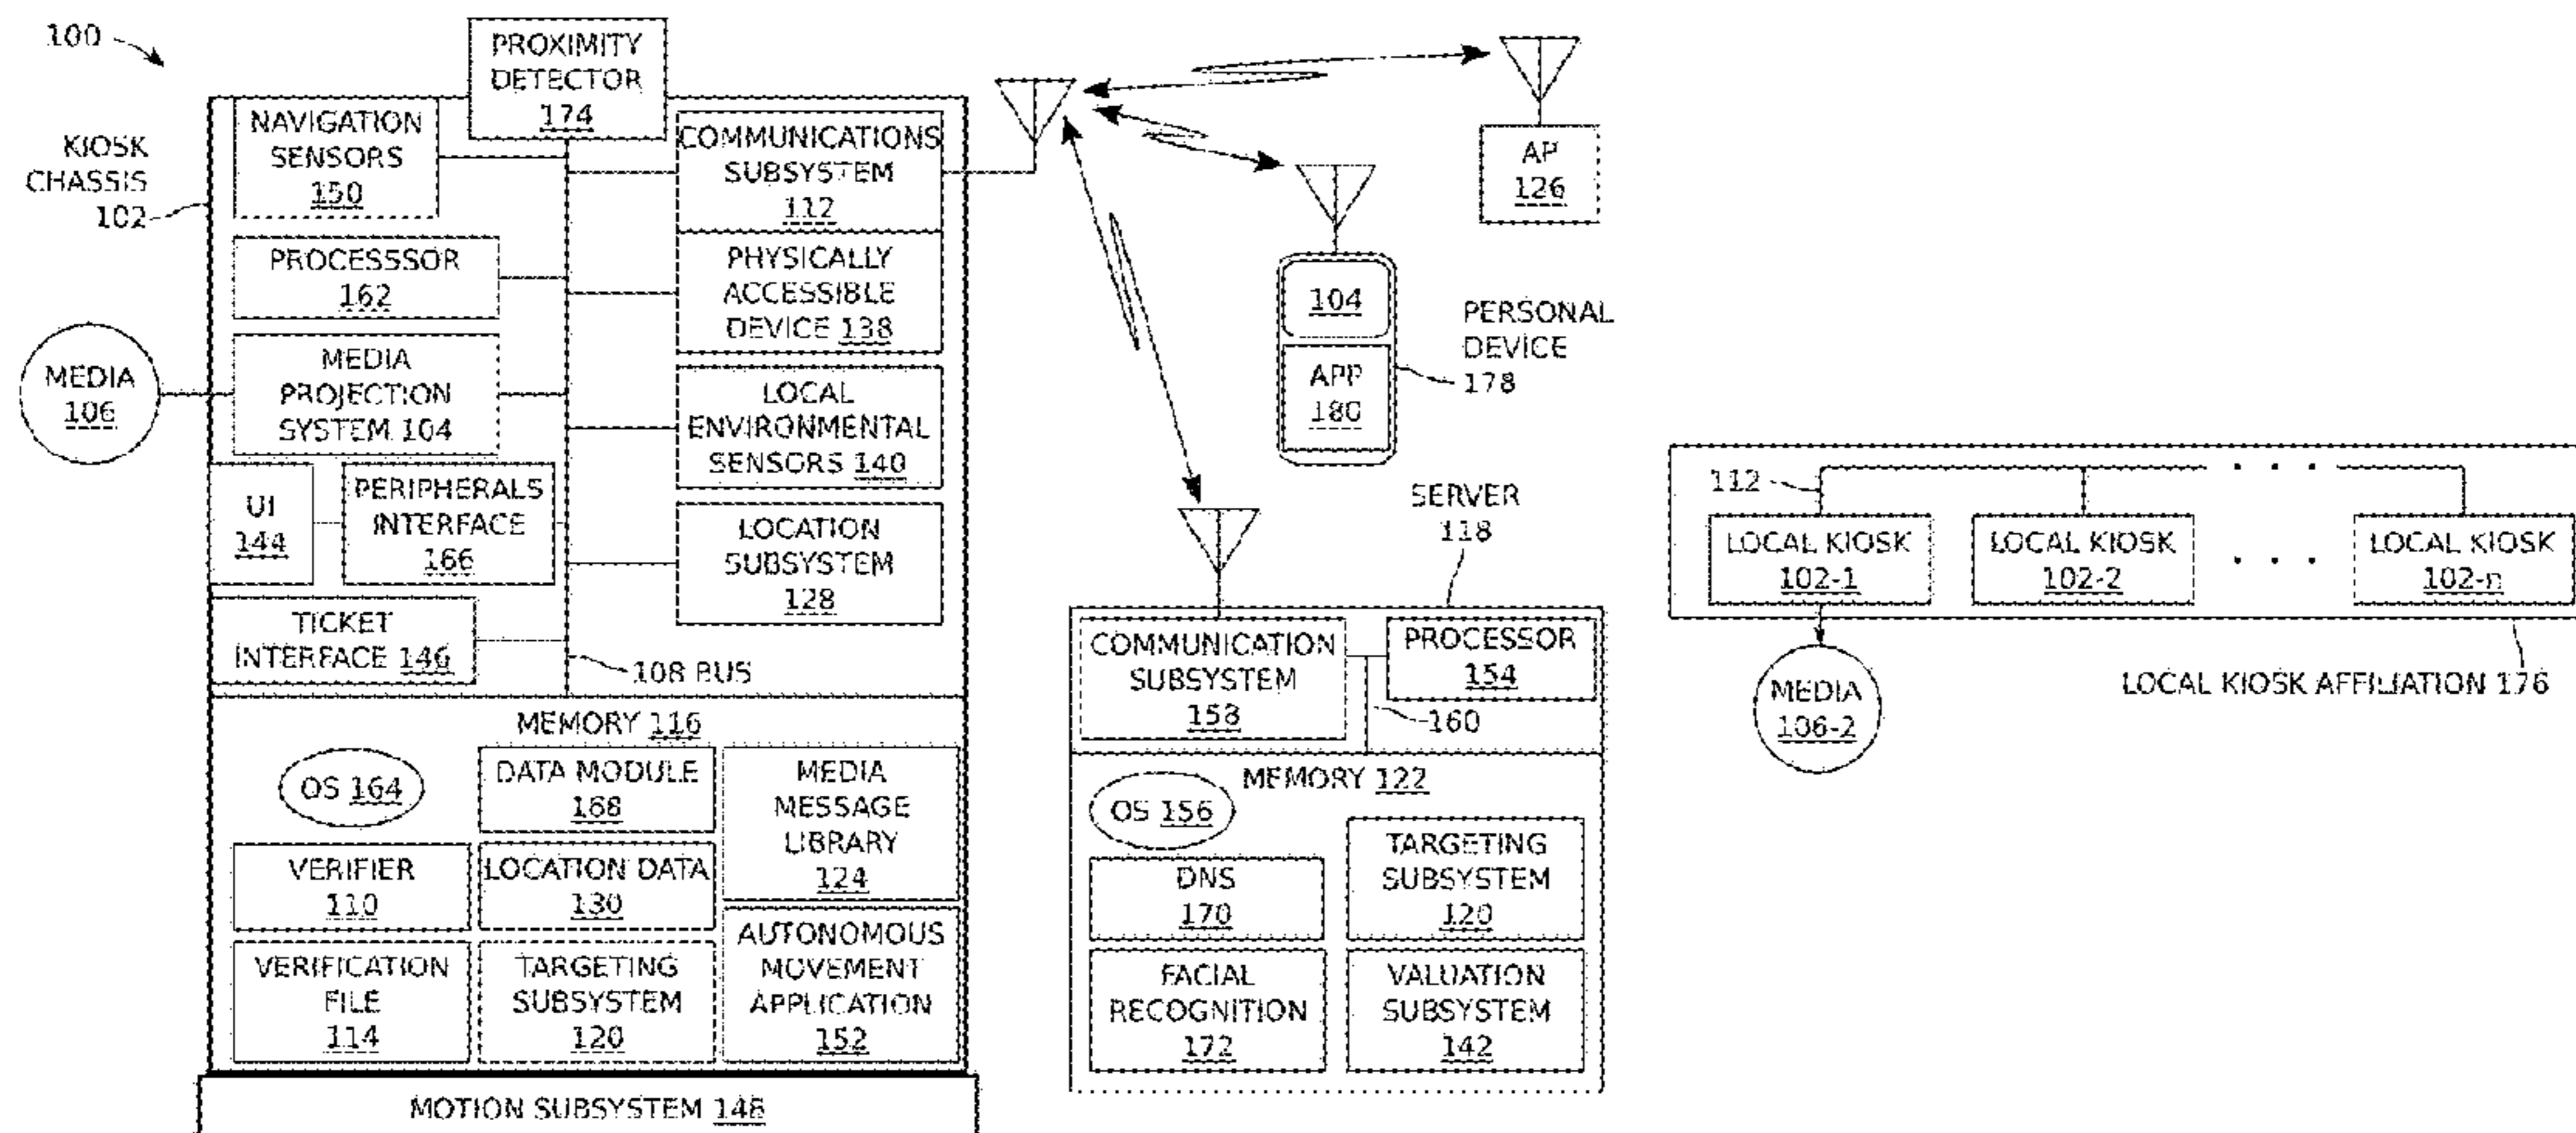 100
PROXIMITY
DETECTOR
174
KIOSK
CHASSIS
102
NAVIGATION
SENSORS
150
COMMUNICATIONS
SUBSYSTEM
112
PROCESSSOR
162
PHYSICALLY
ACCESSIBLE
DEVICE 138
MEDIA
106
MEDIA
PROJECTION
SYSTEM 104
LOCAL
ENVIRONMENTAL
SENSORS 140
UI
144
PERIPHERALS
INTERFACE
166
LOCATION
SUBSYSTEM
128
TICKET
INTERFACE 146
108 BUS
MEMORY 116
OS 164
DATA MODULE
168
MEDIA
MESSAGE
LIBRARY
124
VERIFIER
110
LOCATION DATA
130
VERIFICATION
FILE
114
TARGETING
SUBSYSTEM
120
AUTONOMOUS
MOVEMENT
APPLICATION
152
MOTION SUBSYSTEM 148
AP
126
104
APP
180
PERSONAL
DEVICE
178
SERVER
118
COMMUNICATION
SUBSYSTEM
158
PROCESSOR
154
160
MEMORY 122
OS 156
TARGETING
SUBSYSTEM
120
DNS
170
FACIAL
RECOGNITION
172
VALUATION
SUBSYSTEM
142
112
LOCAL KIOSK
102-1
LOCAL KIOSK
102-2
. . .
. . .
LOCAL KIOSK
102-n
LOCAL KIOSK AFFILIATION 176
MEDIA
106-2